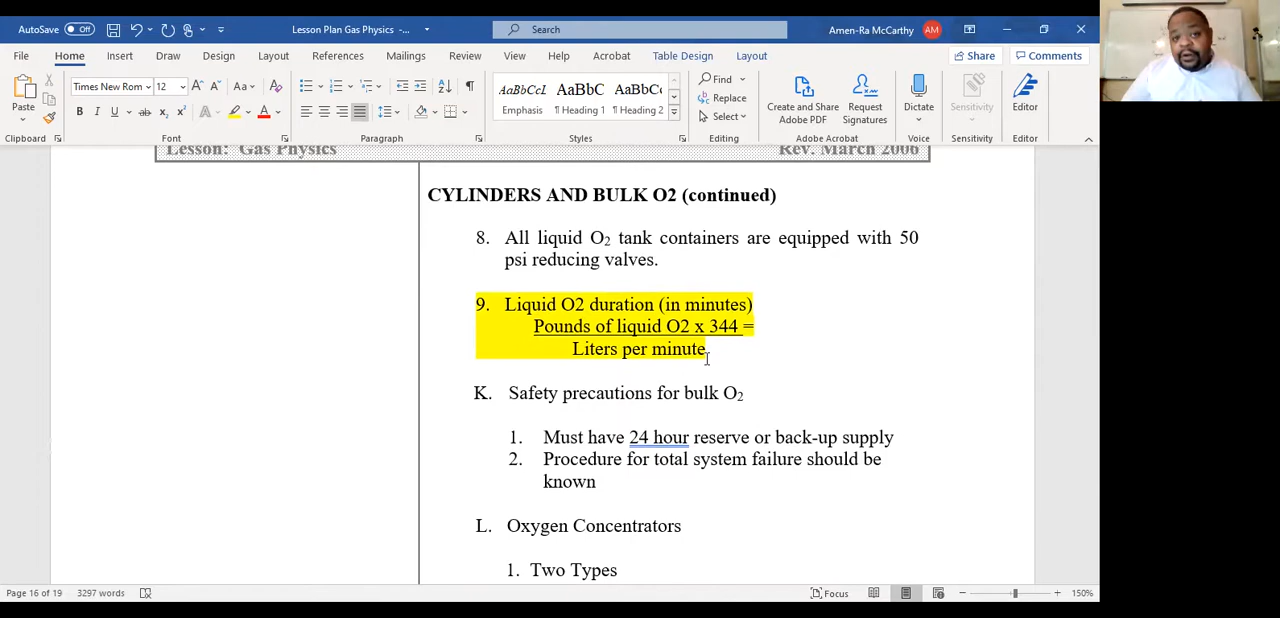 AutoSave Off Lesson Plan Gas Physics - ... Search Amen-Ra McCarthy AM
File Home Insert Draw Design Layout References Mailings Review View Help Acrobat Table Design Layout Share Comments
Paste Times New Rom 12 A A Aa A AaBbCcI AaBbC AaBbCc Find Create and Share Request Dictate Sensitivity Editor
B I U ab x₂ x² A A Emphasis ¶ Heading 1 ¶ Heading 2 Replace Adobe PDF Signatures
Select
Clipboard Font Paragraph Styles Editing Adobe Acrobat Voice Sensitivity Editor
Lesson: Gas Physics Rev. March 2006
CYLINDERS AND BULK O2 (continued)
8. All liquid O₂ tank containers are equipped with 50
psi reducing valves.
9. Liquid O2 duration (in minutes)
Pounds of liquid O2 x 344 =
Liters per minute
K. Safety precautions for bulk O₂
1. Must have 24 hour reserve or back-up supply
2. Procedure for total system failure should be
known
L. Oxygen Concentrators
1. Two Types
Page 16 of 19 3297 words Focus 150%